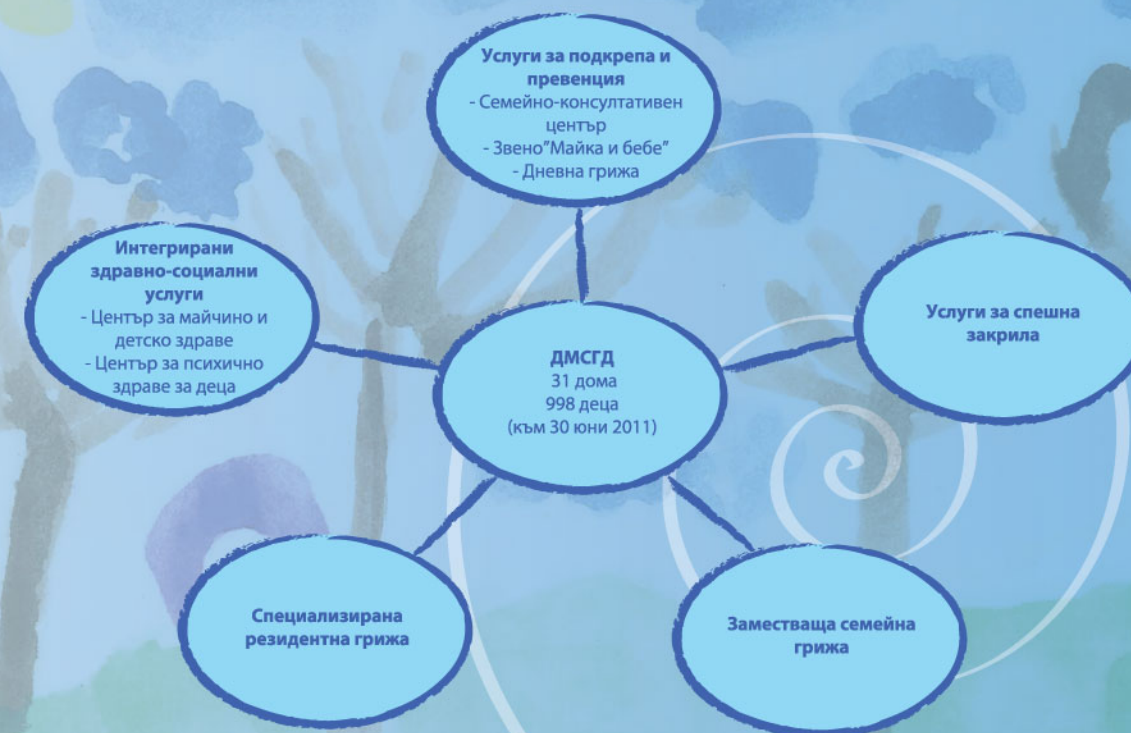 Услуги за подкрепа и
превенция
- Семейно-консултативен
център
- Звено"Майка и бебе"
- Дневна грижа
Интегрирани
здравно-социални
услуги
- Център за майчино и
детско здраве
- Център за психично
здраве за деца
Услуги за спешна
закрила
ДМСГД
31 дома
998 деца
(към 30 юни 2011)
Специализирана
резидентна грижа
Заместваща семейна
грижа